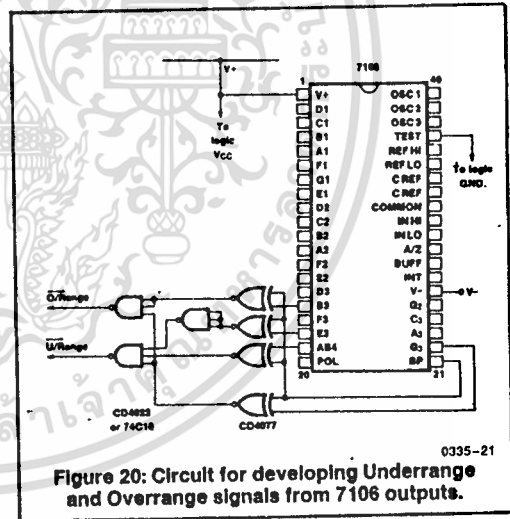 V+
7106
1
40
V+
OSC 1
D1
OSC 2
C1
OSC 3
B1
TEST
A1
REF HI
F1
REF LO
G1
C REF
E1
C REF
D2
COMMON
C2
IN HI
B2
IN LO
A2
A/Z
F2
BUFF
E2
INT
D3
V-
B3
G2
F3
C3
E3
A3
AB4
G3
POL
BP
20
21
To
logic
VCC
To logic
GND.
V-
O/Range
U/Range
CD4023
or 74C10
CD4077
0335-21
Figure 20: Circuit for developing Underrange
and Overrange signals from 7106 outputs.